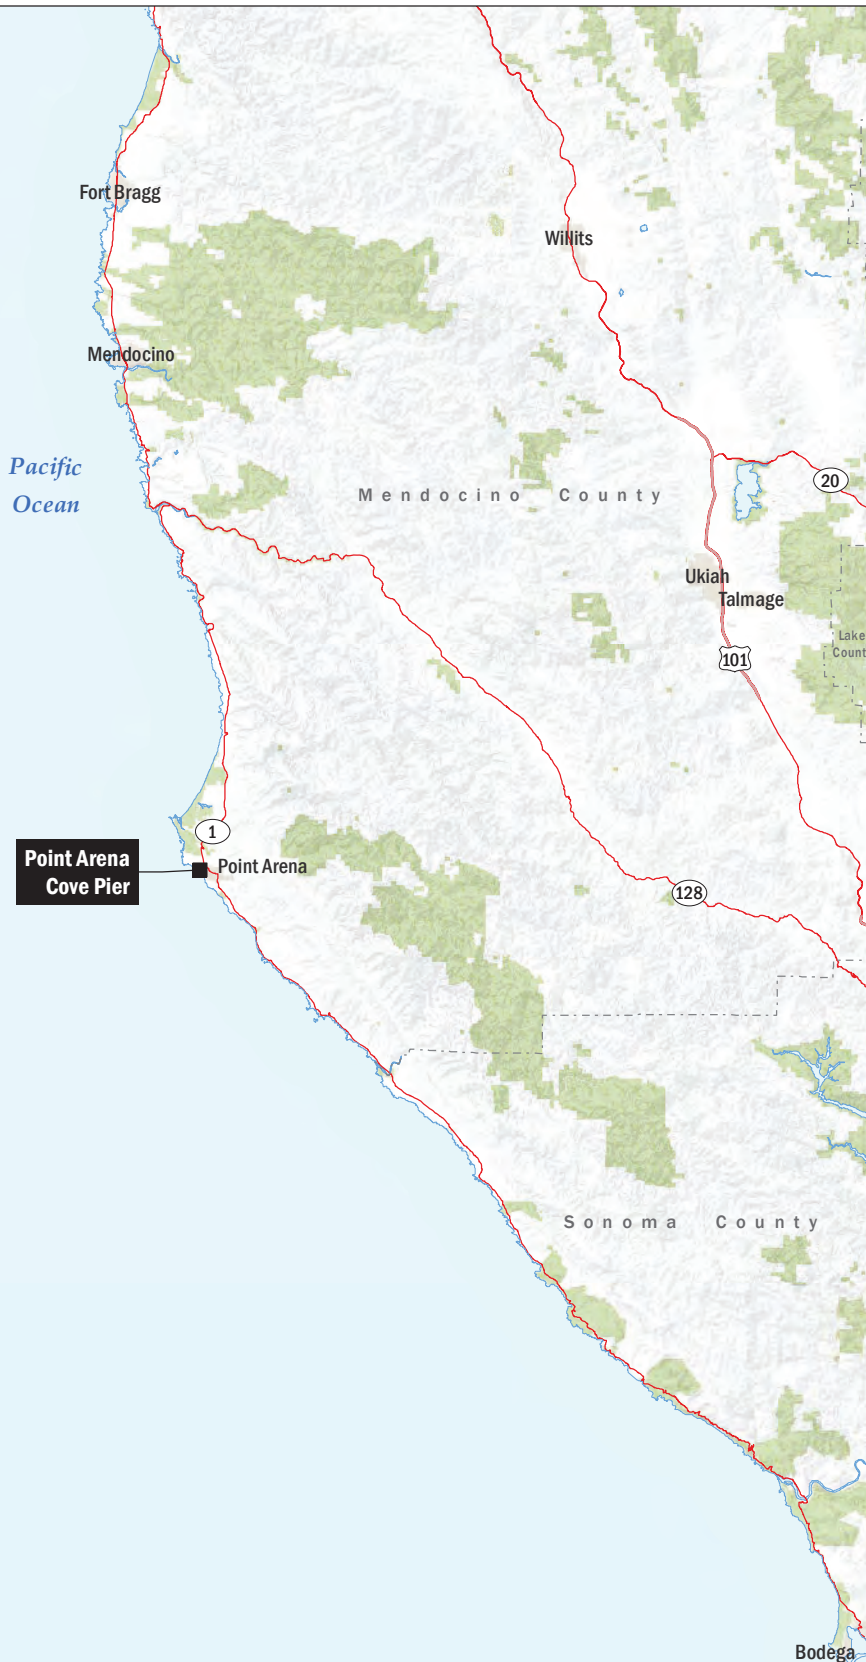 Fort Bragg
Willits
Mendocino
Pacific
Ocean
Mendocino County
20
Ukiah
Talmage
Lake
Count
101
1
Point Arena
Cove Pier
Point Arena
128
Sonoma County
Bodega